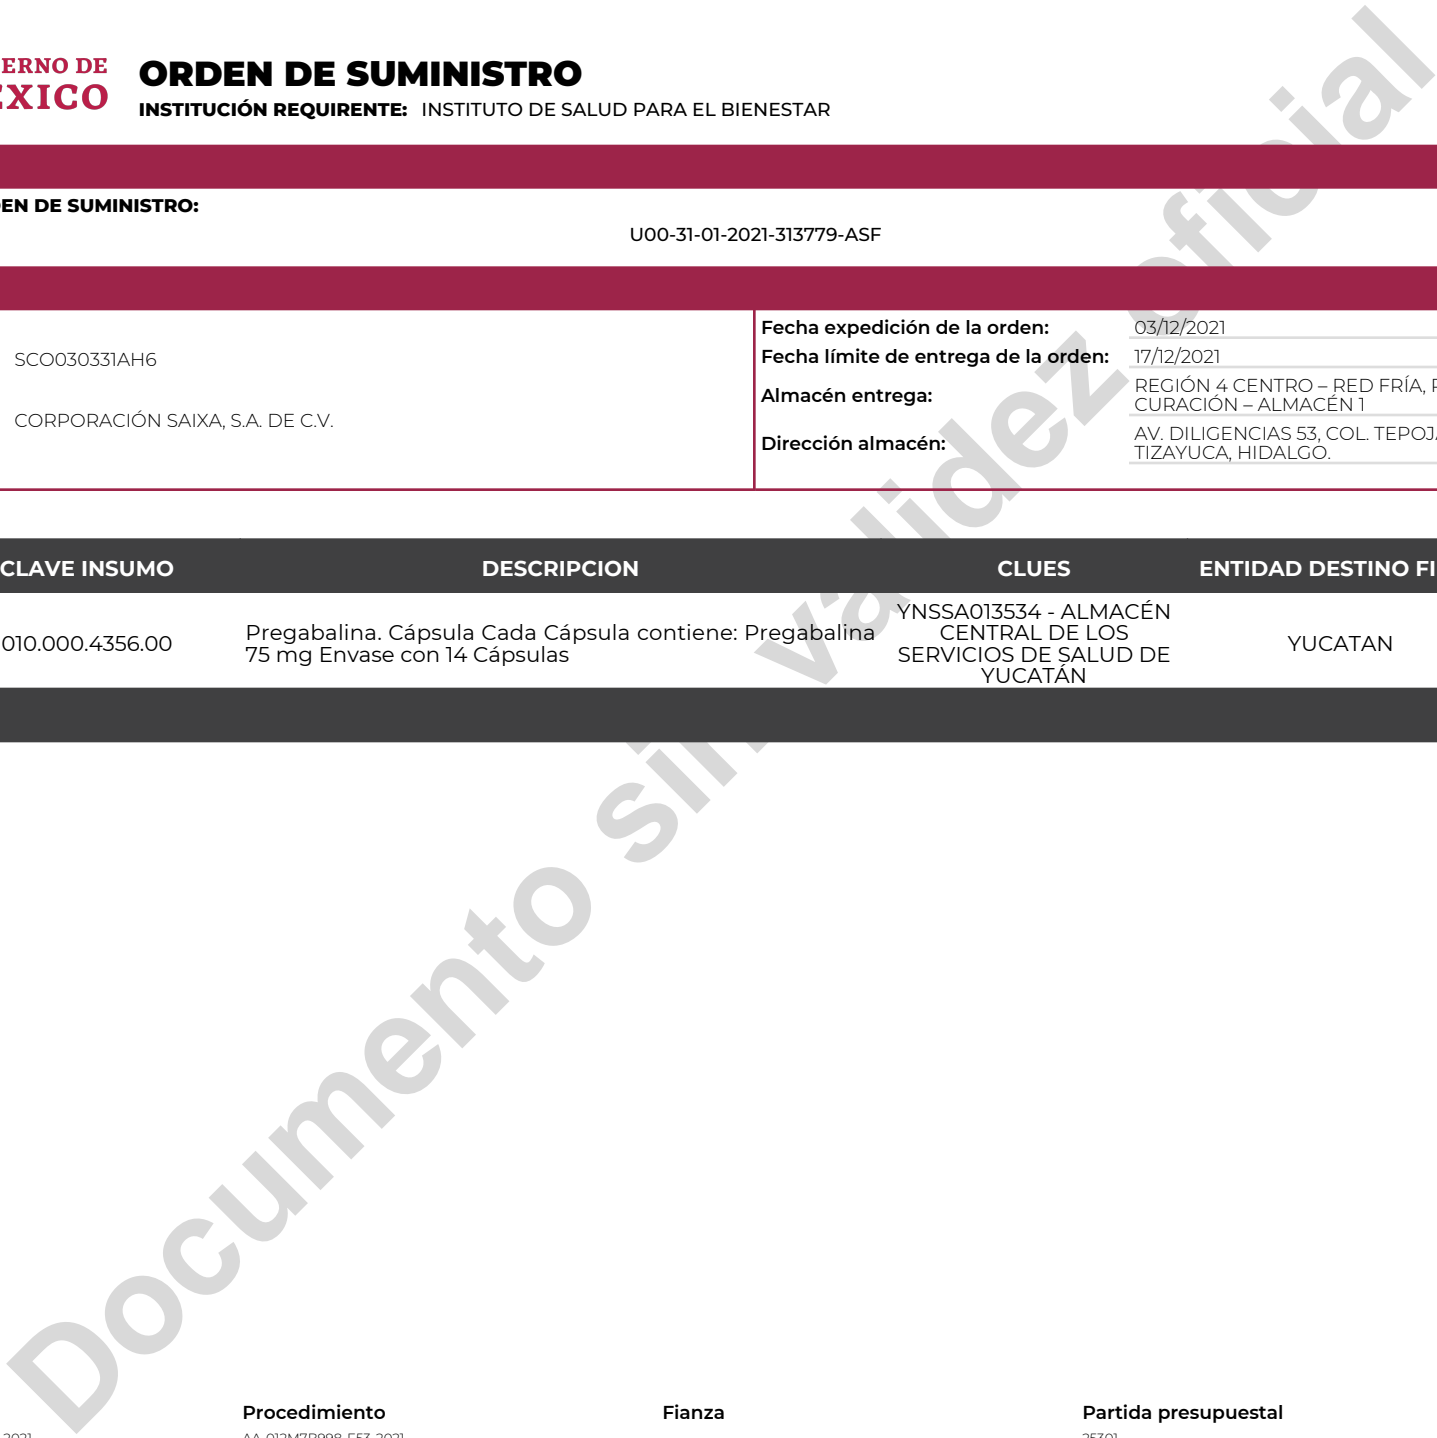 ERNO DE
ÉXICO
ORDEN DE SUMINISTRO
INSTITUCIÓN REQUIRENTE: INSTITUTO DE SALUD PARA EL BIENESTAR
EN DE SUMINISTRO:
U00-31-01-2021-313779-ASF
SCO030331AH6
CORPORACIÓN SAIXA, S.A. DE C.V.
Fecha expedición de la orden: 03/12/2021
Fecha límite de entrega de la orden: 17/12/2021
Almacén entrega: REGIÓN 4 CENTRO – RED FRÍA,
CURACIÓN – ALMACÉN 1
Dirección almacén: AV. DILIGENCIAS 53, COL. TEPOJA
TIZAYUCA, HIDALGO.
CLAVE INSUMO DESCRIPCION CLUES ENTIDAD DESTINO FI
010.000.4356.00
Pregabalina. Cápsula Cada Cápsula contiene: Pregabalina
75 mg Envase con 14 Cápsulas
YNSSA013534 - ALMACÉN
CENTRAL DE LOS
SERVICIOS DE SALUD DE
YUCATÁN
YUCATAN
Documento sin validez oficial
Procedimiento Fianza Partida presupuestal